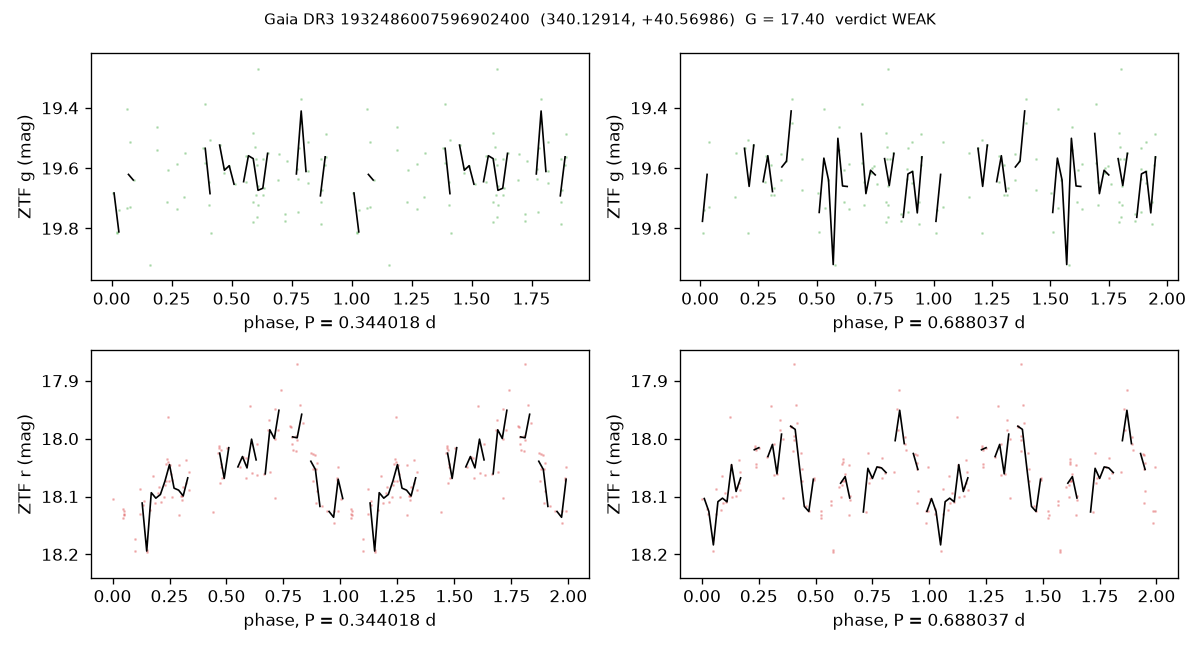 Gaia DR3 1932486007596902400 (340.12914, +40.56986) G = 17.40 verdict WEAK
ZTF g (mag)
19.4
19.6
19.8
0.00 0.25 0.50 0.75 1.00 1.25 1.50 1.75
phase, P = 0.344018 d
ZTF g (mag)
19.4
19.6
19.8
0.00 0.25 0.50 0.75 1.00 1.25 1.50 1.75 2.00
phase, P = 0.688037 d
ZTF r (mag)
17.9
18.0
18.1
18.2
0.00 0.25 0.50 0.75 1.00 1.25 1.50 1.75 2.00
phase, P = 0.344018 d
ZTF r (mag)
17.9
18.0
18.1
18.2
0.00 0.25 0.50 0.75 1.00 1.25 1.50 1.75 2.00
phase, P = 0.688037 d